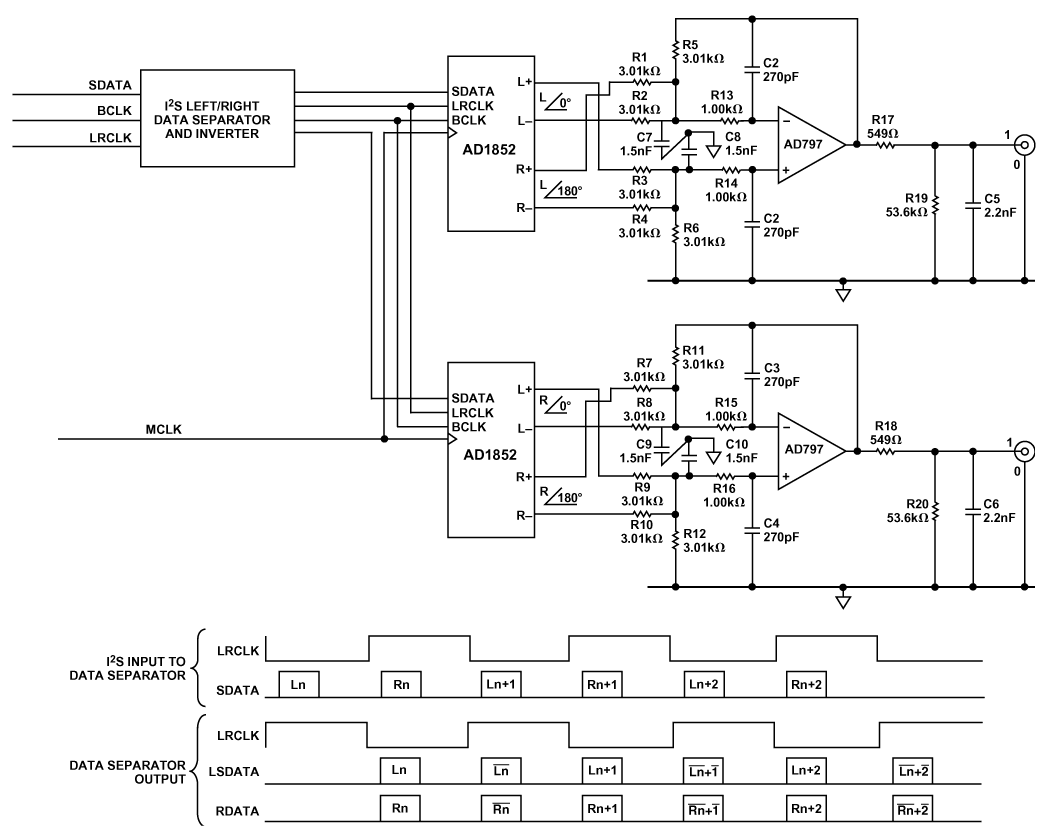 SDATA
BCLK
LRCLK
I²S LEFT/RIGHT
DATA SEPARATOR
AND INVERTER
SDATA
LRCLK
BCLK
AD1852
L+
L–
R+
R–
L 0°
L 180°
R1
3.01kΩ
R2
3.01kΩ
R5
3.01kΩ
C2
270pF
R13
1.00kΩ
C7
1.5nF
C8
1.5nF
R3
3.01kΩ
R4
3.01kΩ
R14
1.00kΩ
R6
3.01kΩ
C2
270pF
–
AD797
+
R17
549Ω
R19
53.6kΩ
C5
2.2nF
1
0
MCLK
SDATA
LRCLK
BCLK
AD1852
L+
L–
R+
R–
R 0°
R 180°
R7
3.01kΩ
R8
3.01kΩ
R11
3.01kΩ
C3
270pF
R15
1.00kΩ
C9
1.5nF
C10
1.5nF
R9
3.01kΩ
R10
3.01kΩ
R16
1.00kΩ
R12
3.01kΩ
C4
270pF
–
AD797
+
R18
549Ω
R20
53.6kΩ
C6
2.2nF
1
0
I²S INPUT TO
DATA SEPARATOR
LRCLK
SDATA
Ln Rn Ln+1 Rn+1 Ln+2 Rn+2
DATA SEPARATOR
OUTPUT
LRCLK
LSDATA
Ln L̅n̅ Ln+1 L̅n̅+1̅ Ln+2 L̅n̅+2̅
RDATA
Rn R̅n̅ Rn+1 R̅n̅+1̅ Rn+2 R̅n̅+2̅